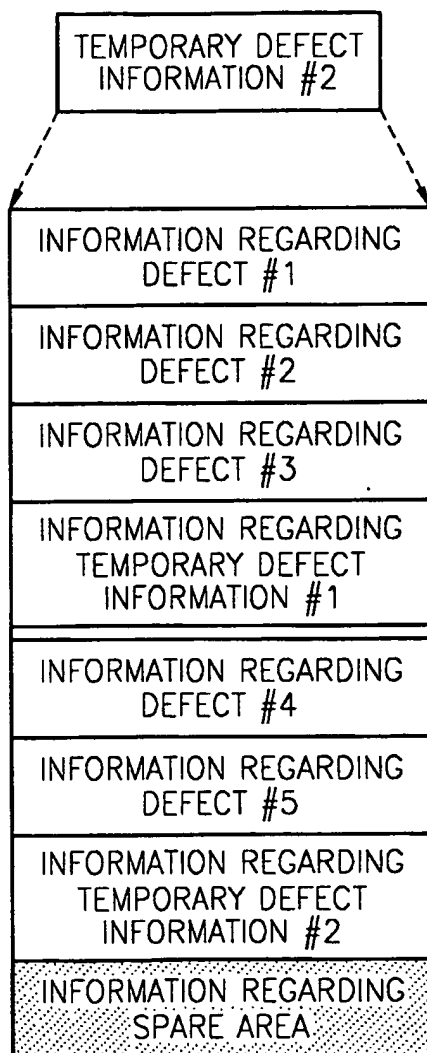 TEMPORARY DEFECT
INFORMATION #2
INFORMATION REGARDING
DEFECT #1
INFORMATION REGARDING
DEFECT #2
INFORMATION REGARDING
DEFECT #3
INFORMATION REGARDING
TEMPORARY DEFECT
INFORMATION #1
INFORMATION REGARDING
DEFECT #4
INFORMATION REGARDING
DEFECT #5
INFORMATION REGARDING
TEMPORARY DEFECT
INFORMATION #2
INFORMATION REGARDING
SPARE AREA